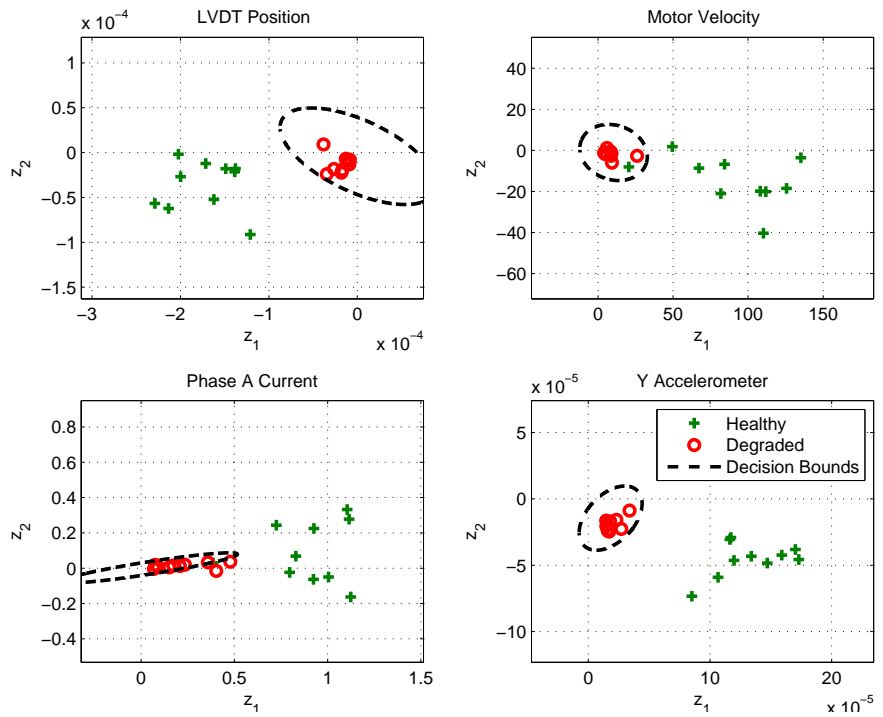 x 10⁻⁴
LVDT Position
1
0.5
0
−0.5
−1
−1.5
z₂
−3
−2
−1
0
z₁
x 10⁻⁴
Motor Velocity
40
20
0
−20
−40
−60
z₂
0
50
100
150
z₁
Phase A Current
0.8
0.6
0.4
0.2
0
−0.2
−0.4
z₂
0
0.5
1
1.5
z₁
x 10⁻⁵
Y Accelerometer
Healthy
Degraded
Decision Bounds
5
0
−5
−10
z₂
0
10
20
z₁
x 10⁻⁵